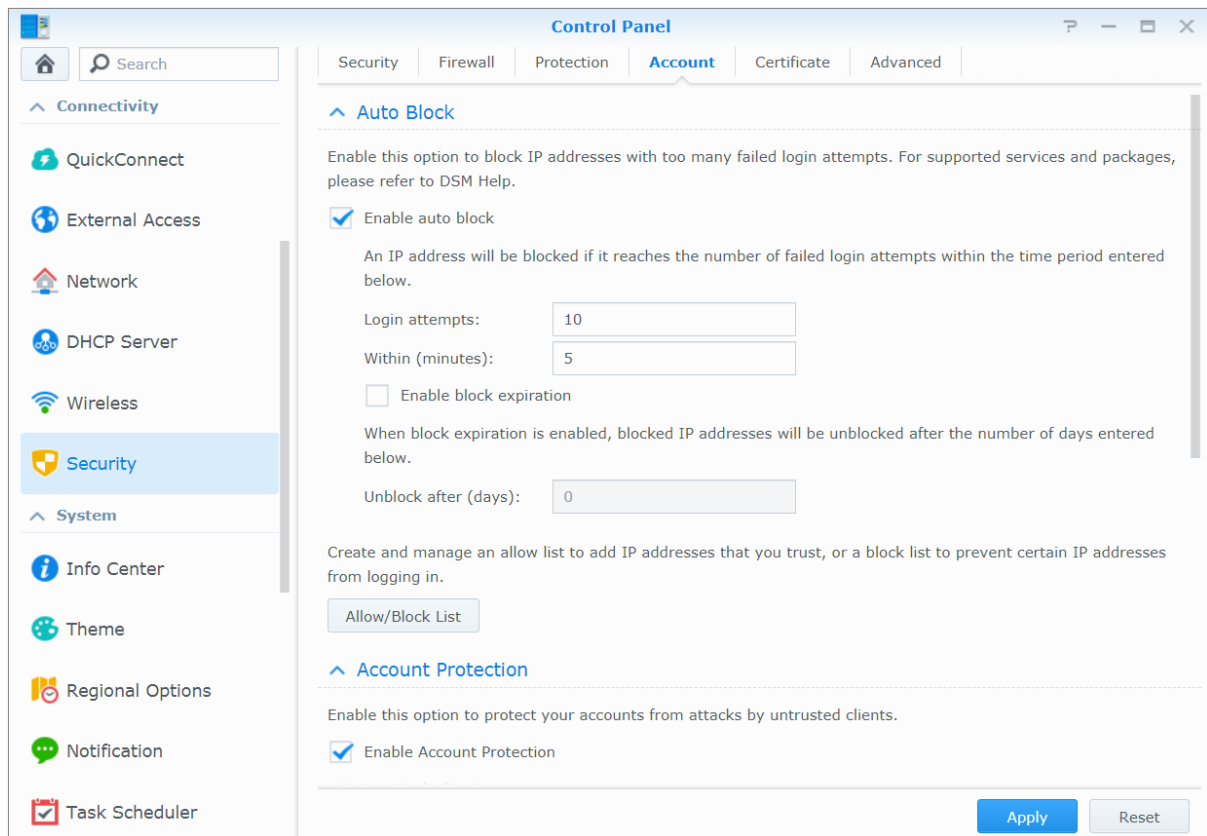 Control Panel
Search
Connectivity
QuickConnect
External Access
Network
DHCP Server
Wireless
Security
System
Info Center
Theme
Regional Options
Notification
Task Scheduler
Security Firewall Protection Account Certificate Advanced
Auto Block
Enable this option to block IP addresses with too many failed login attempts. For supported services and packages,
please refer to DSM Help.
Enable auto block
An IP address will be blocked if it reaches the number of failed login attempts within the time period entered
below.
Login attempts: 10
Within (minutes): 5
Enable block expiration
When block expiration is enabled, blocked IP addresses will be unblocked after the number of days entered
below.
Unblock after (days): 0
Create and manage an allow list to add IP addresses that you trust, or a block list to prevent certain IP addresses
from logging in.
Allow/Block List
Account Protection
Enable this option to protect your accounts from attacks by untrusted clients.
Enable Account Protection
Apply Reset